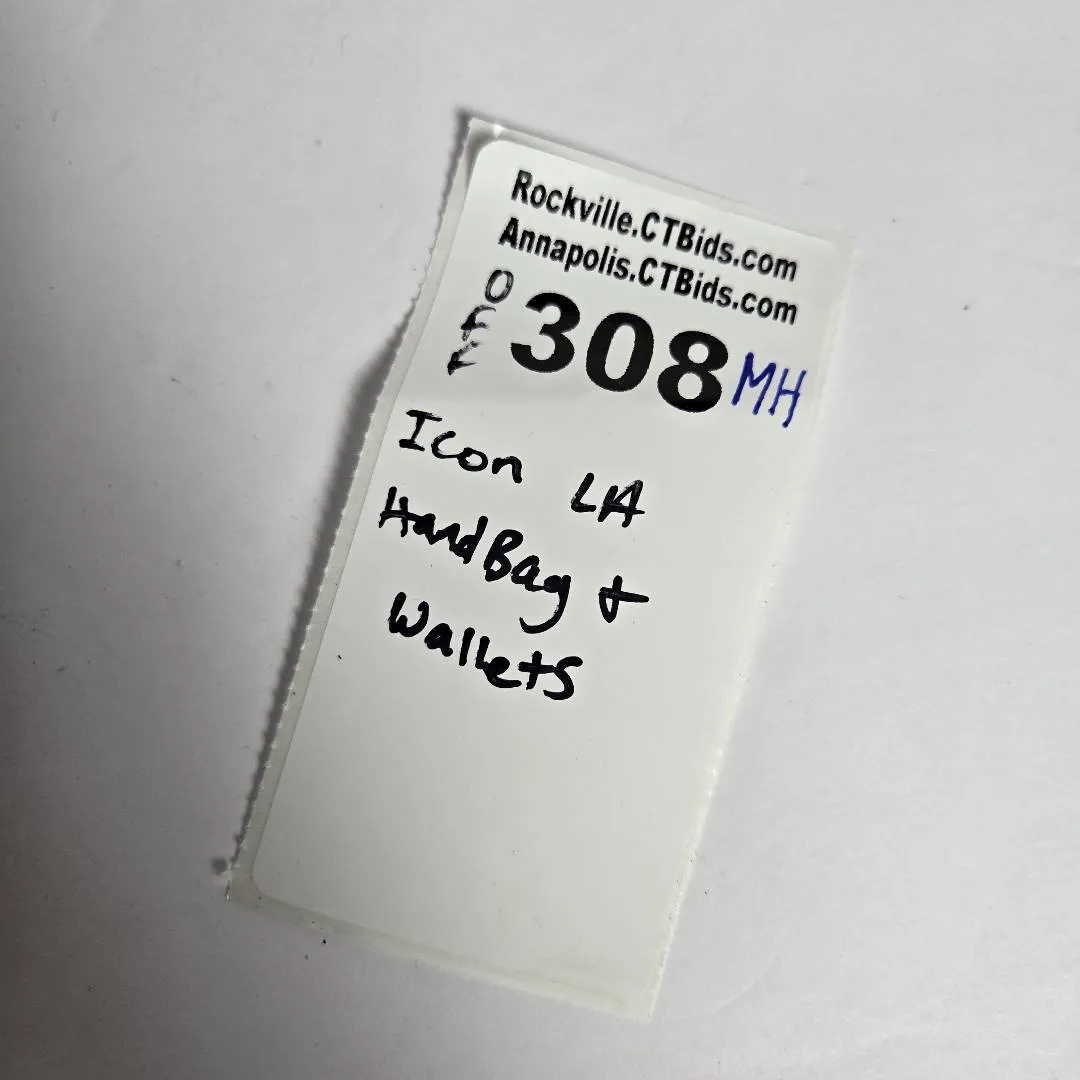 Rockville.CTBids.com
Annapolis.CTBids.com
308 MH
Icon LA
HandBag +
Wallets